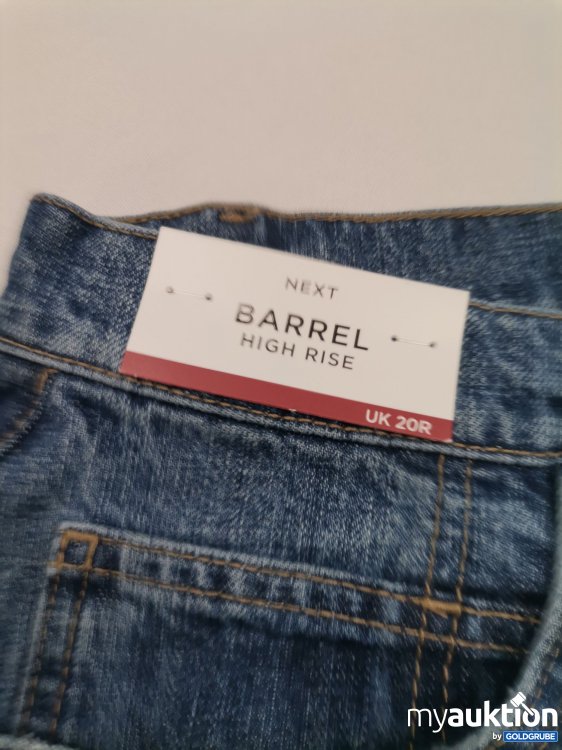 NEXT
BARREL
HIGH RISE
UK 20R
myauktion
by GOLDGRUBE